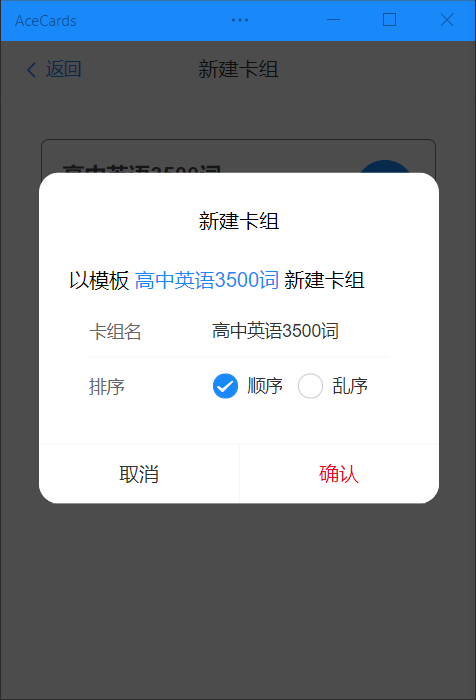 AceCards
返回 新建卡组
高中英语3500词
新建卡组
以模板 高中英语3500词 新建卡组
卡组名 高中英语3500词
排序 顺序 乱序
取消 确认